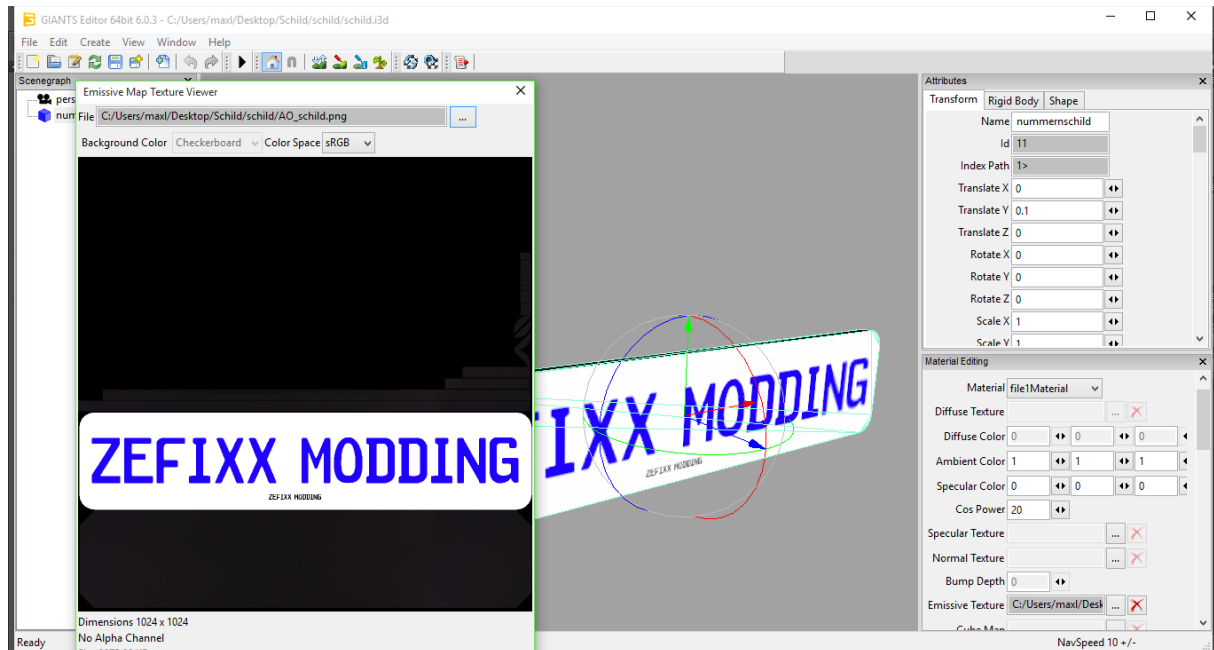 GIANTS Editor 64bit 6.0.3 - C:/Users/maxl/Desktop/Schild/schild/schild.i3d
File Edit Create View Window Help
Scenegraph
pers
num
Emissive Map Texture Viewer
File C:/Users/maxl/Desktop/Schild/schild/AO_schild.png ...
Background Color Checkerboard Color Space sRGB
ZEFIXX MODDING
ZEFIXX MODDING
Dimensions 1024 x 1024
No Alpha Channel
IXX MODDING
ZEFIXX MODDING
Attributes
Transform Rigid Body Shape
Name nummernschild
Id 11
Index Path 1>
Translate X 0
Translate Y 0.1
Translate Z 0
Rotate X 0
Rotate Y 0
Rotate Z 0
Scale X 1
Scale Y 1
Material Editing
Material file1Material
Diffuse Texture ...
Diffuse Color 0 0 0
Ambient Color 1 1 1
Specular Color 0 0 0
Cos Power 20
Specular Texture ...
Normal Texture ...
Bump Depth 0
Emissive Texture C:/Users/maxl/Desk ...
Cube Map
Ready
NavSpeed 10 +/-